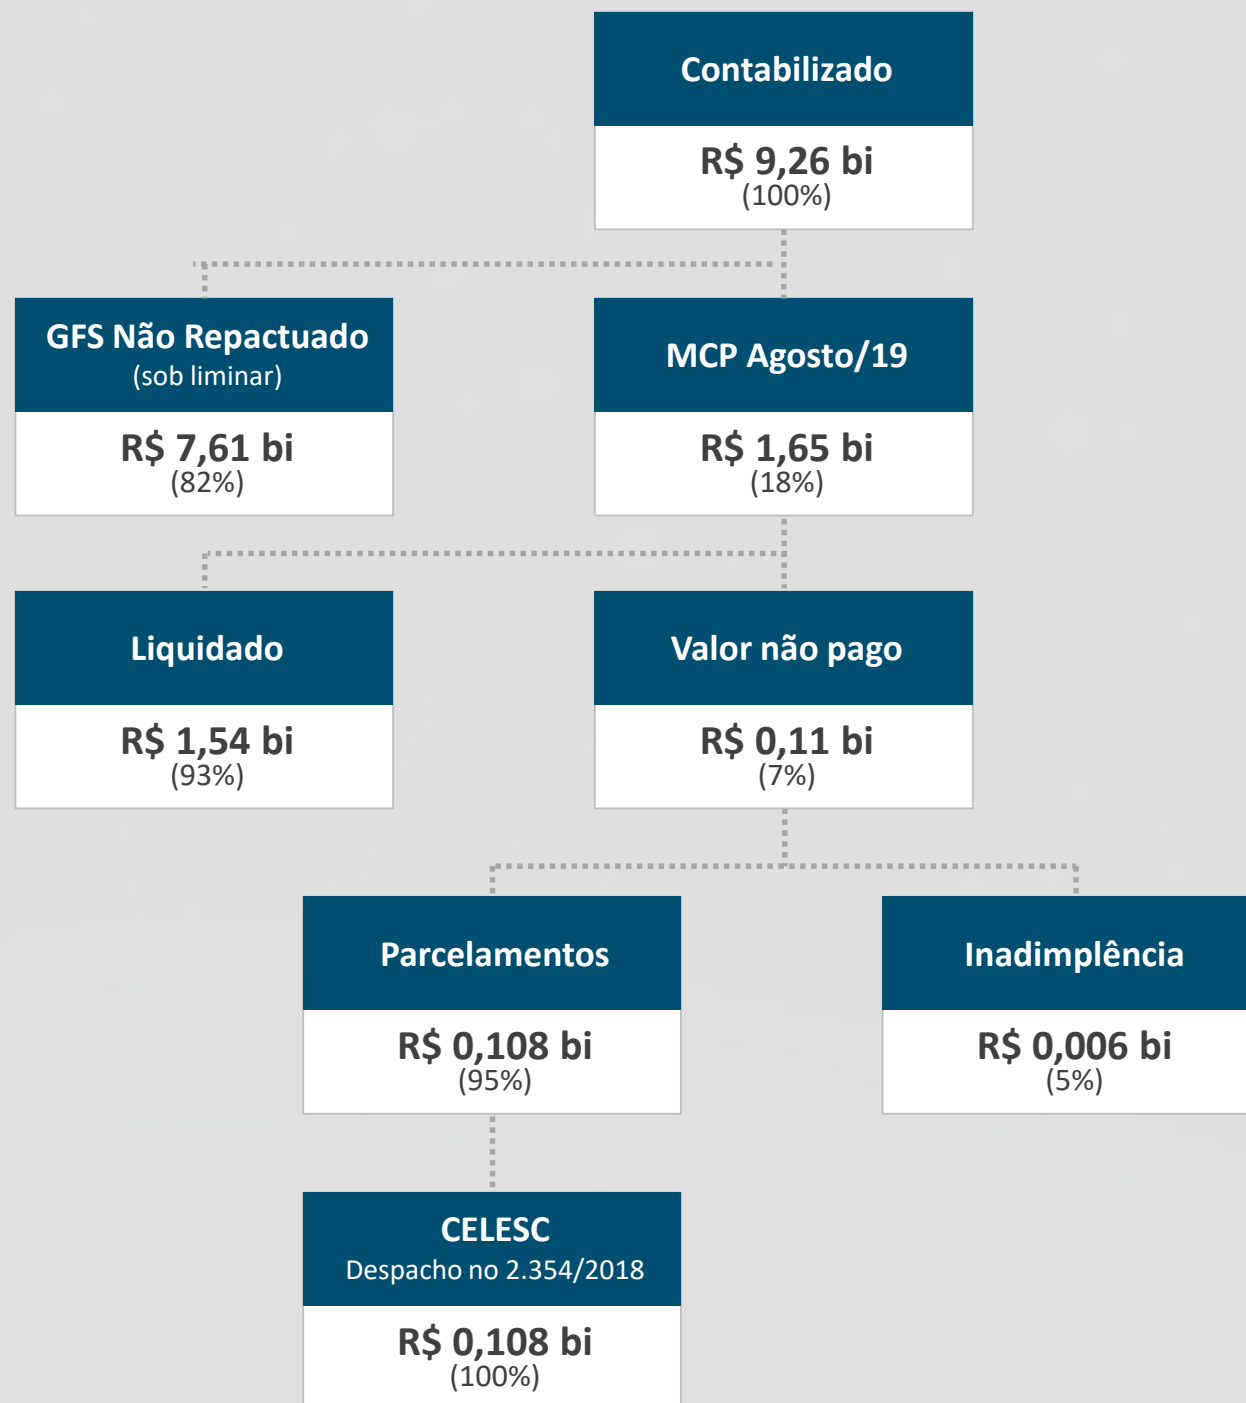 Contabilizado
R$ 9,26 bi
(100%)
GFS Não Repactuado
(sob liminar)
R$ 7,61 bi
(82%)
MCP Agosto/19
R$ 1,65 bi
(18%)
Liquidado
R$ 1,54 bi
(93%)
Valor não pago
R$ 0,11 bi
(7%)
Parcelamentos
R$ 0,108 bi
(95%)
Inadimplência
R$ 0,006 bi
(5%)
CELESC
Despacho no 2.354/2018
R$ 0,108 bi
(100%)